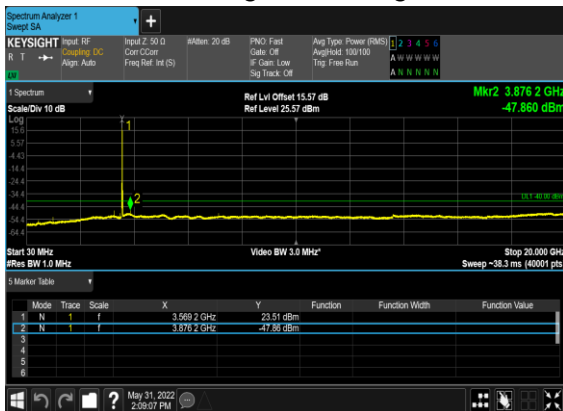 Spectrum Analyzer 1
Swept SA
KEYSIGHT Input: RF Input Z: 50 Ω #Atten: 20 dB PNO: Fast Avg Type: Power (RMS) 1 2 3 4 5 6
R T Coupling: DC Corr CCorr Gate: Off Avg|Hold: 100/100 A W W W W W
Align: Auto Freq Ref: Int (S) IF Gain: Low Trig: Free Run
Sig Track: Off A N N N N N
1 Spectrum
Ref Lvl Offset 15.57 dB Mkr2 3.876 2 GHz
Scale/Div 10 dB Ref Level 25.57 dBm -47.860 dBm
Log
15.6
5.57
-4.43
-14.4
-24.4
-34.4
-44.4
-54.4
-64.4
1
2
DL1 -40.00 dBm
Start 30 MHz Video BW 3.0 MHz* Stop 20.000 GHz
#Res BW 1.0 MHz Sweep ~38.3 ms (40001 pts)
5 Marker Table
Mode Trace Scale X Y Function Function Width Function Value
1 N 1 f 3.569 2 GHz 23.51 dBm
2 N 1 f 3.876 2 GHz -47.86 dBm
3
4
5
6
? May 31, 2022
2:09:07 PM